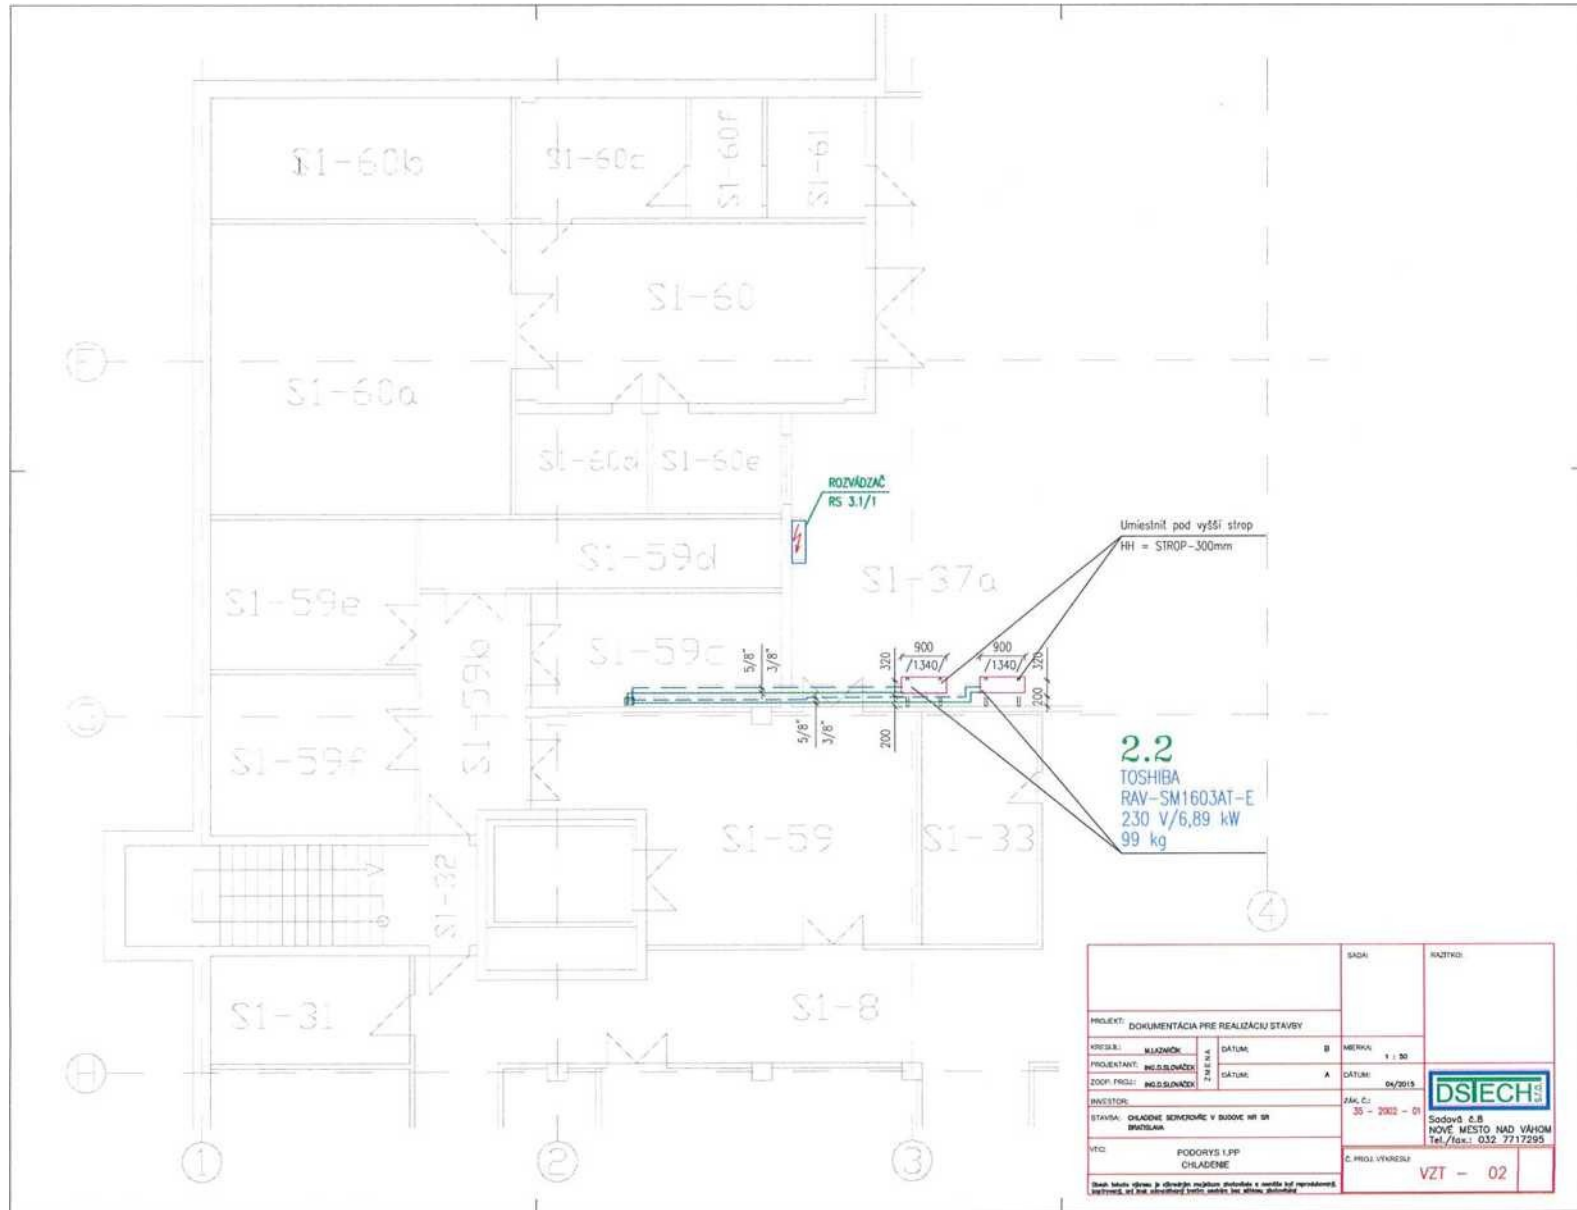 S1-60b
S1-60c
S1-60f
S1-61
S1-60
E
S1-60a
S1-60d
S1-60e
ROZVÁDZAČ
RS 3.1/1
Umiestniť pod vyšší strop
HH = STROP-300mm
S1-59d
S1-37a
S1-59e
S1-59b
S1-59c
5/8"
3/8"
320
900
/1340/
900
/1340/
320
200
G
5/8"
3/8"
200
S1-59f
2.2
TOSHIBA
RAV-SM1603AT-E
230 V/6,89 kW
99 kg
S1-59
S1-33
S1-32
4
S1-31
S1-8
H
1
2
3
SADA:
RAZÍTKO:
PROJEKT: DOKUMENTÁCIA PRE REALIZÁCIU STAVBY
KRESLIL: M.LAZARČÍK
ZMENA
DÁTUM: B
MIERKA:
1 : 50
PROJEKTANT: ING.D.SLOVÁČEK
DÁTUM: A
DÁTUM:
04/2015
ZODP. PROJ.: ING.D.SLOVÁČEK
INVESTOR:
ZÁK. Č.:
35 - 2002 - 01
DSTECH s.r.o.
Sadová č.8
NOVÉ MESTO NAD VÁHOM
Tel./fax.: 032 7717295
STAVBA: CHLADENIE SERVEROVŇE V BUDOVE NR SR
BRATISLAVA
VEC:
PODORYS 1.PP
CHLADENIE
Č. PROJ. VÝKRESU:
VZT - 02